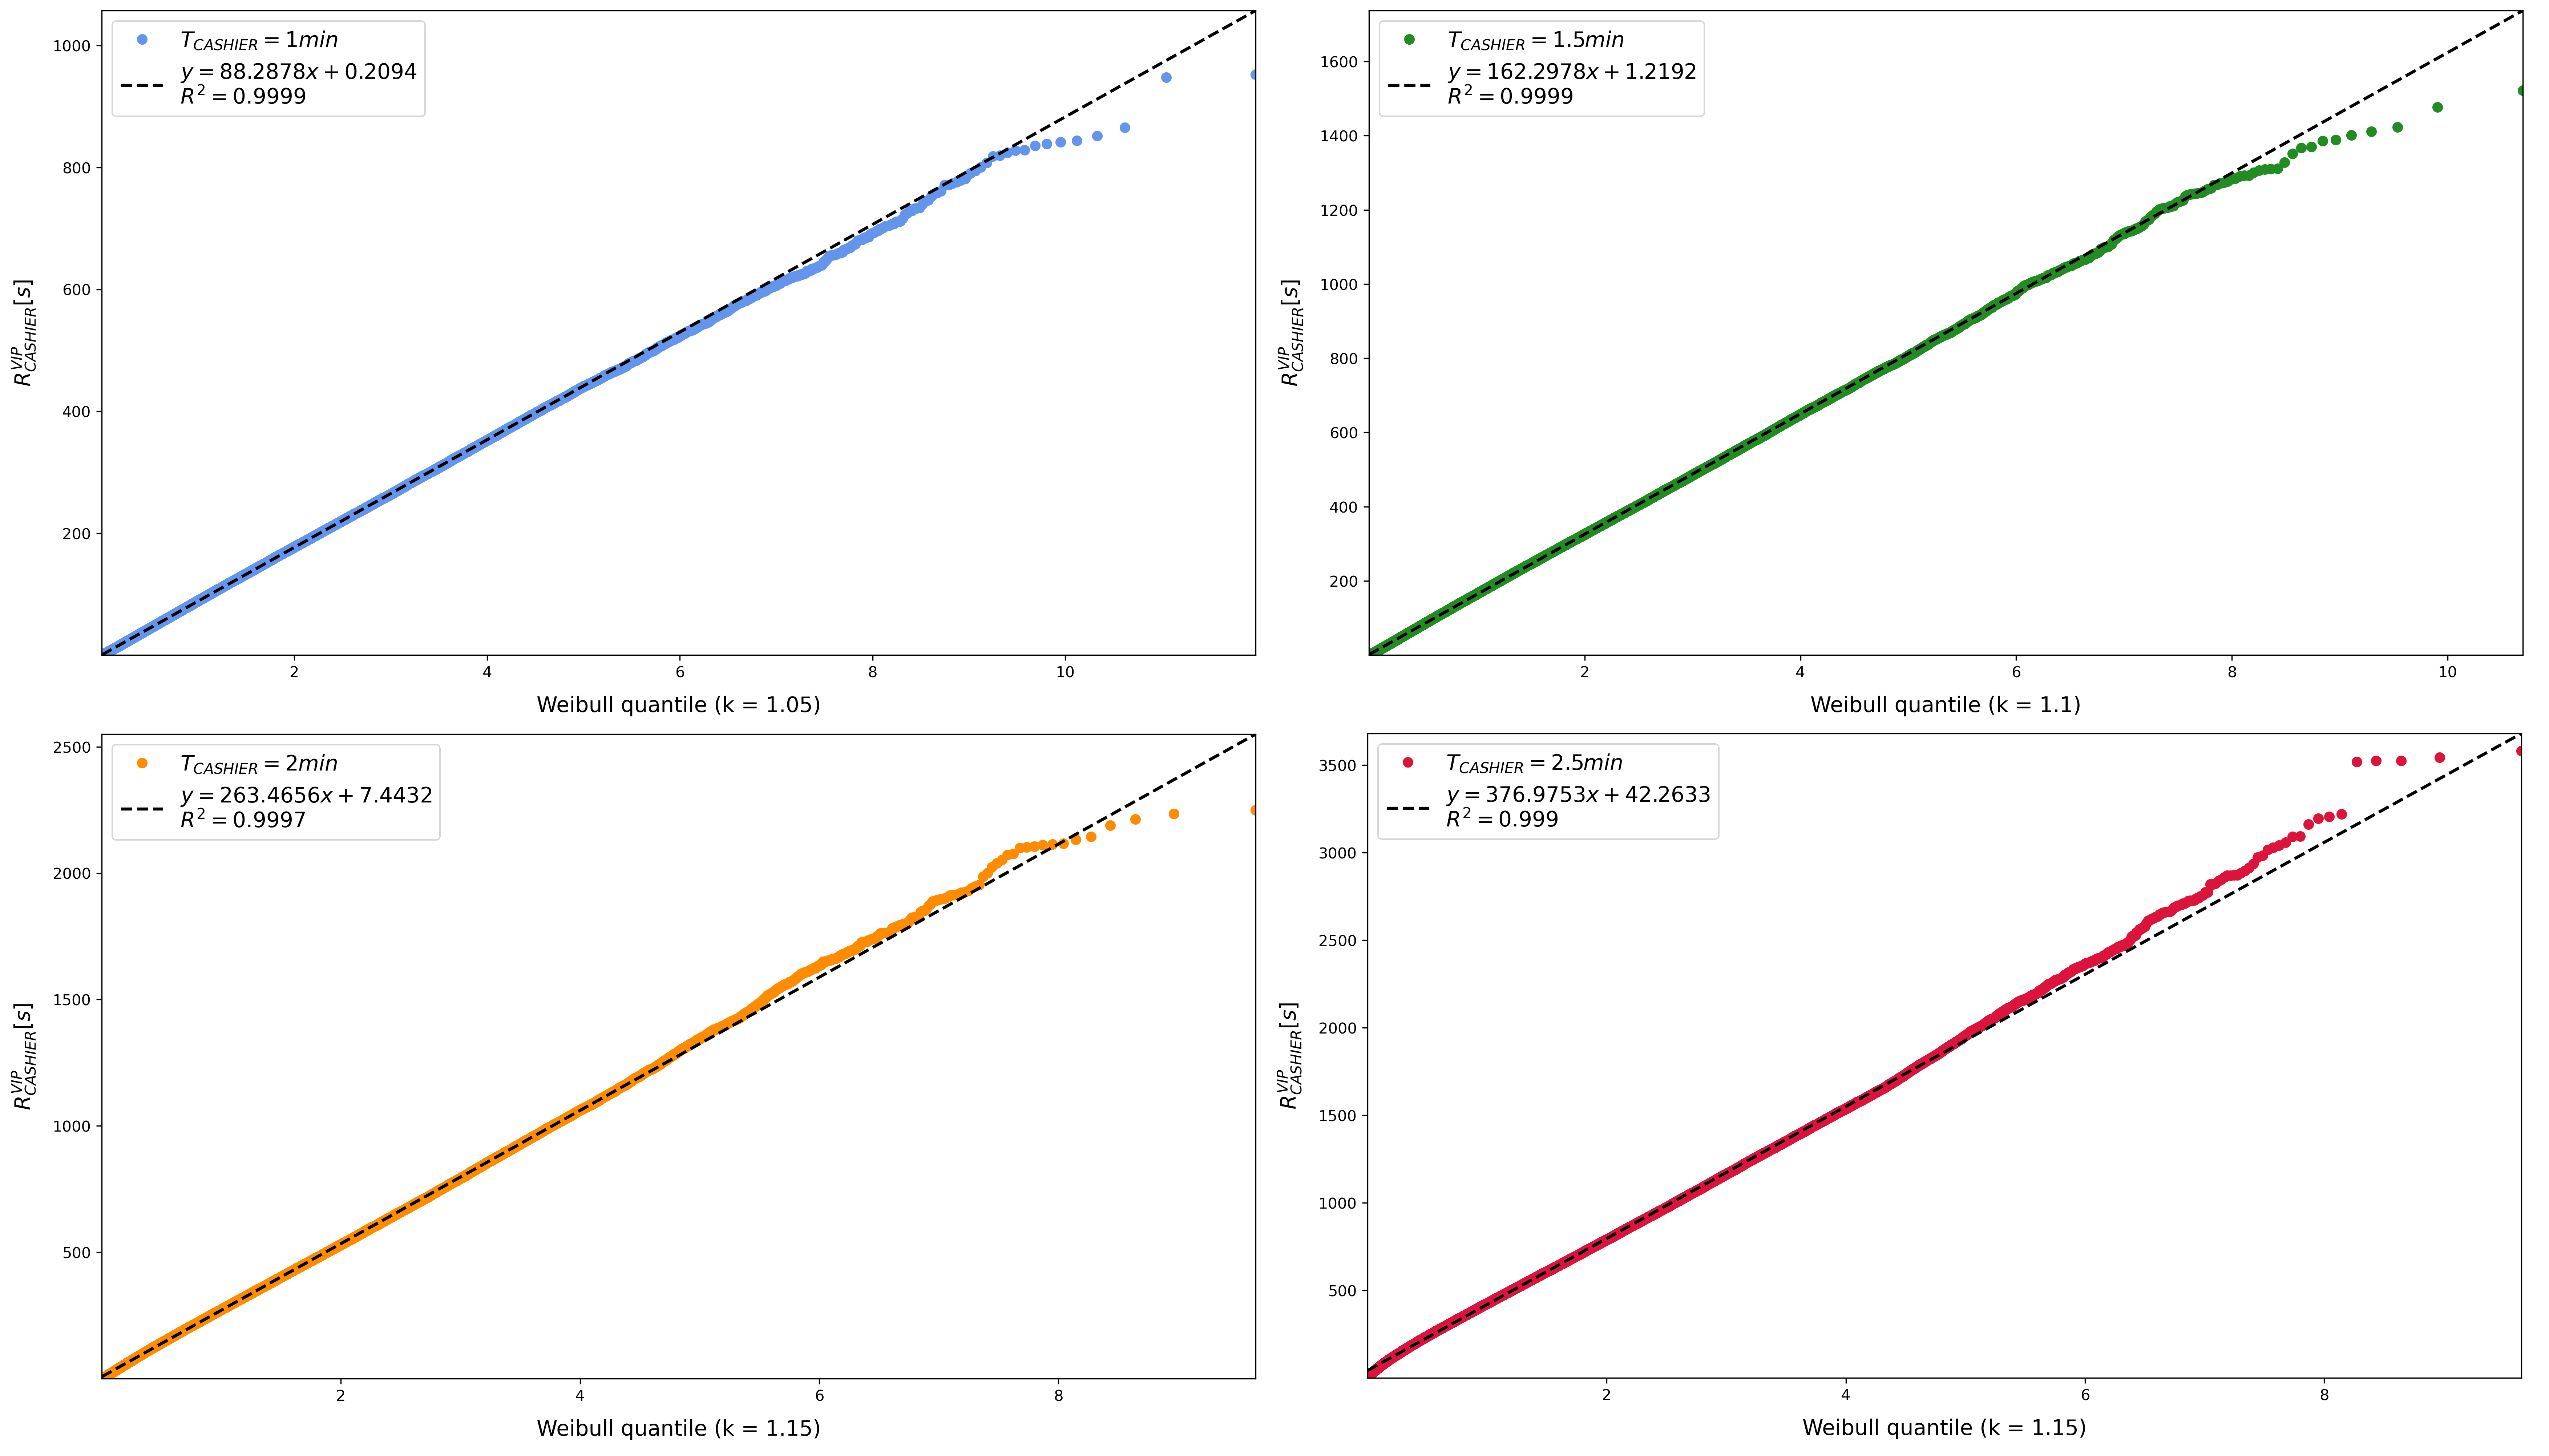 T_CASHIER = 1min
y = 88.2878x + 0.2094
R² = 0.9999
1000
800
600
400
200
R^VIP_CASHIER[s]
2 4 6 8 10
Weibull quantile (k = 1.05)
T_CASHIER = 1.5min
y = 162.2978x + 1.2192
R² = 0.9999
1600
1400
1200
1000
800
600
400
200
R^VIP_CASHIER[s]
2 4 6 8 10
Weibull quantile (k = 1.1)
T_CASHIER = 2min
y = 263.4656x + 7.4432
R² = 0.9997
2500
2000
1500
1000
500
R^VIP_CASHIER[s]
2 4 6 8
Weibull quantile (k = 1.15)
T_CASHIER = 2.5min
y = 376.9753x + 42.2633
R² = 0.999
3500
3000
2500
2000
1500
1000
500
R^VIP_CASHIER[s]
2 4 6 8
Weibull quantile (k = 1.15)